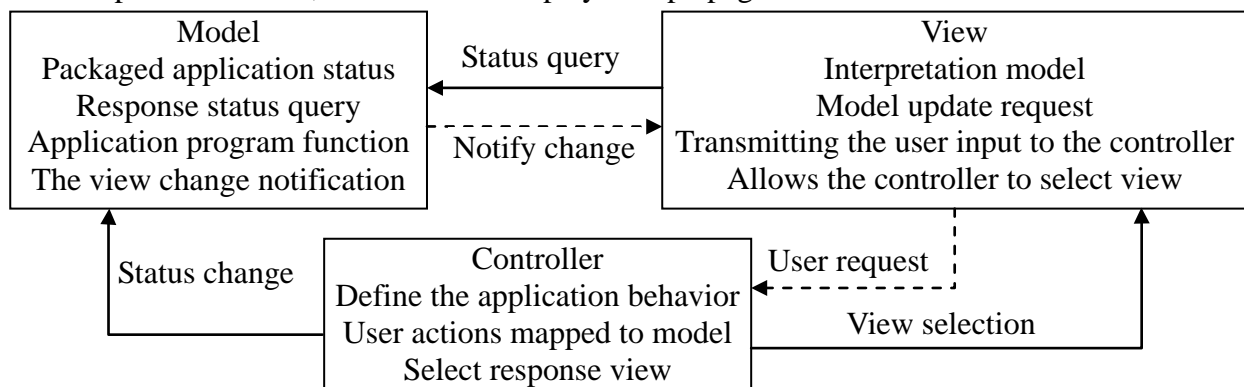 Model
Packaged application status
Response status query
Application program function
The view change notification
Status query
Notify change
View
Interpretation model
Model update request
Transmitting the user input to the controller
Allows the controller to select view
Status change
Controller
Define the application behavior
User actions mapped to model
Select response view
User request
View selection